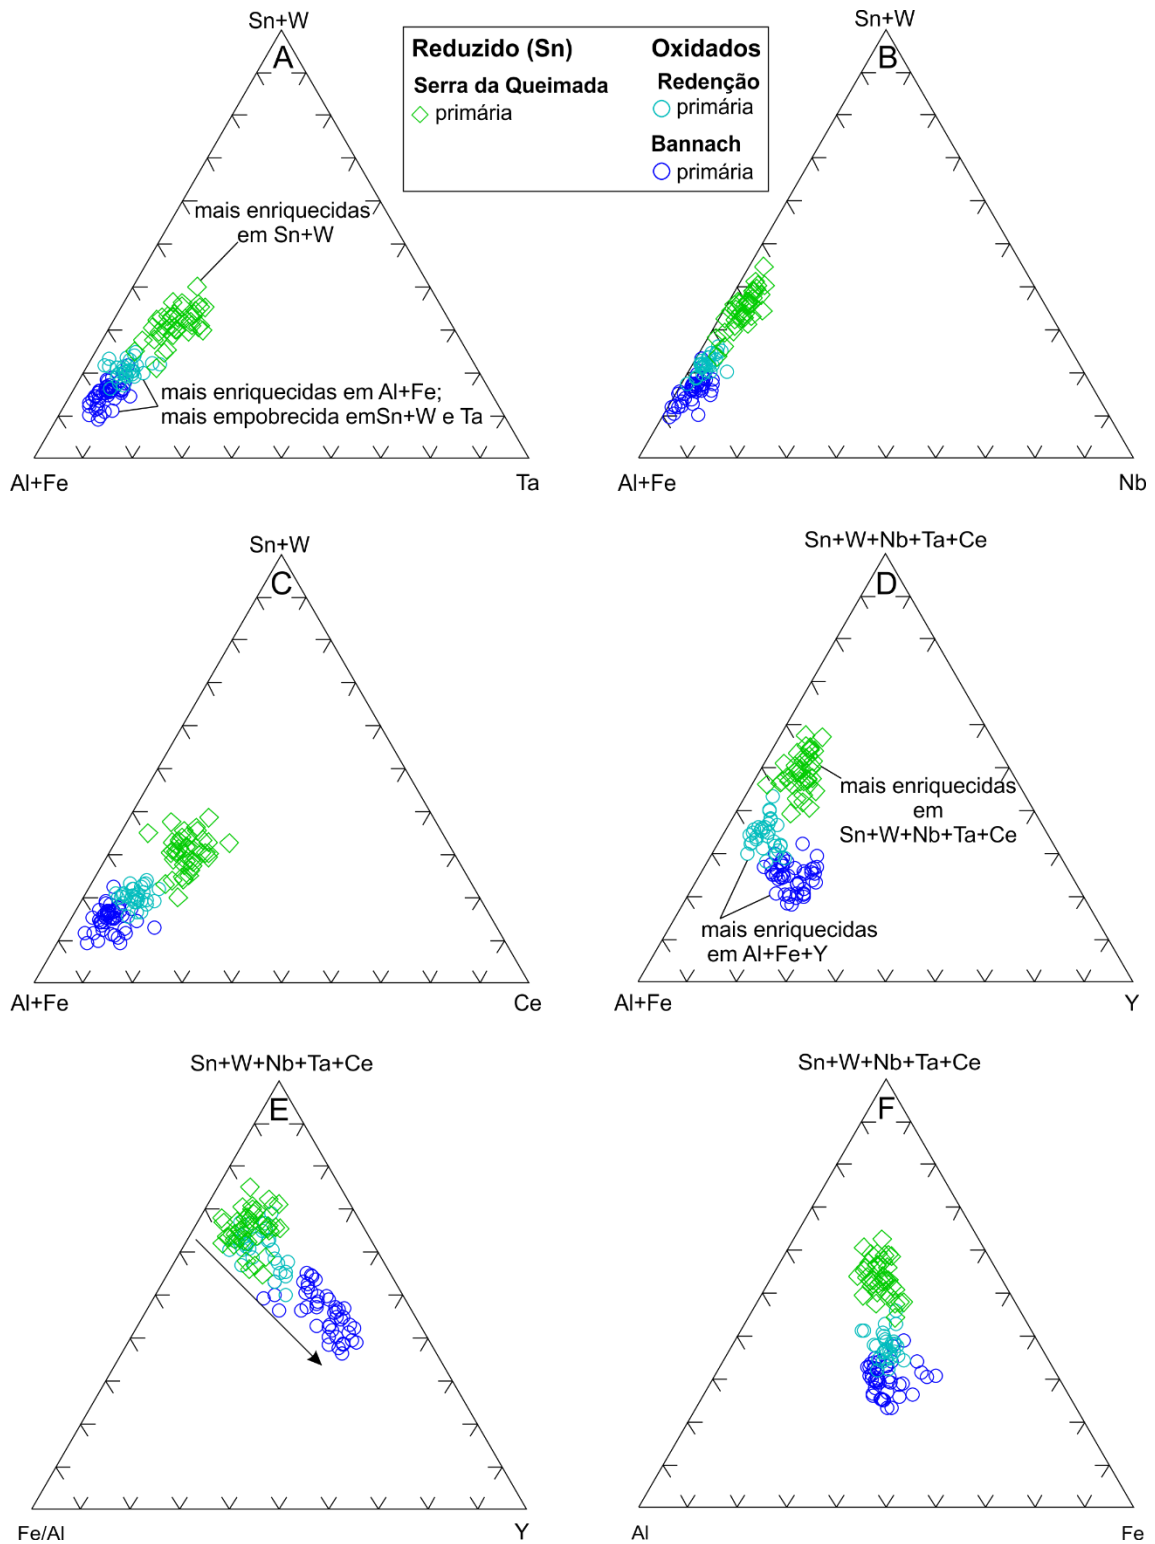 Sn+W
A
Reduzido (Sn)
Serra da Queimada
primária
Oxidados
Redenção
primária
Bannach
primária
Sn+W
B
mais enriquecidas
em Sn+W
mais enriquecidas em Al+Fe;
mais empobrecida emSn+W e Ta
Al+Fe
Ta
Al+Fe
Nb
Sn+W
C
Al+Fe
Ce
Sn+W+Nb+Ta+Ce
D
mais enriquecidas
em
Sn+W+Nb+Ta+Ce
mais enriquecidas
em Al+Fe+Y
Al+Fe
Y
Sn+W+Nb+Ta+Ce
E
Fe/Al
Y
Sn+W+Nb+Ta+Ce
F
Al
Fe